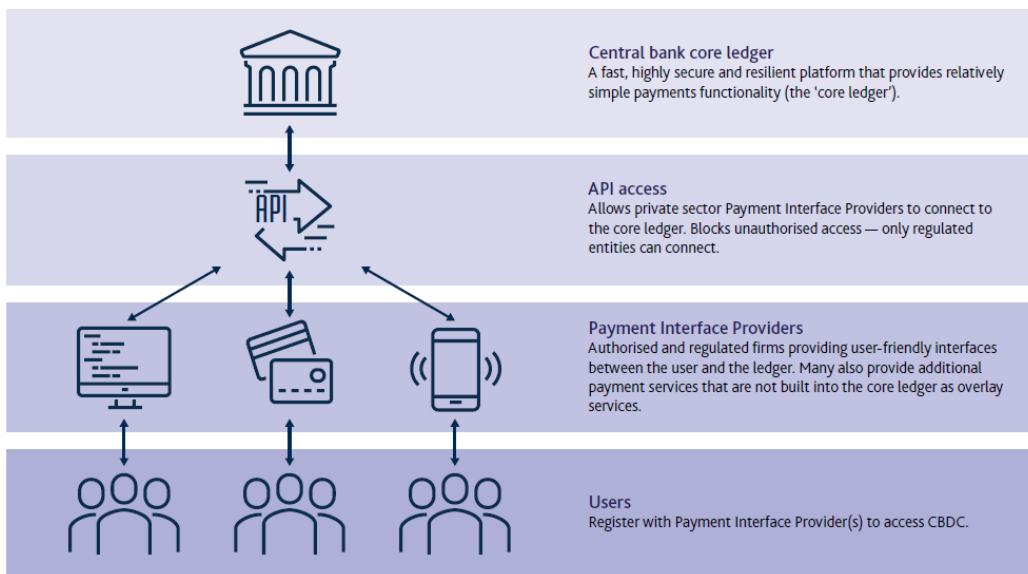 Central bank core ledger
A fast, highly secure and resilient platform that provides relatively
simple payments functionality (the ‘core ledger’).
API
API access
Allows private sector Payment Interface Providers to connect to
the core ledger. Blocks unauthorised access — only regulated
entities can connect.
Payment Interface Providers
Authorised and regulated firms providing user-friendly interfaces
between the user and the ledger. Many also provide additional
payment services that are not built into the core ledger as overlay
services.
Users
Register with Payment Interface Provider(s) to access CBDC.